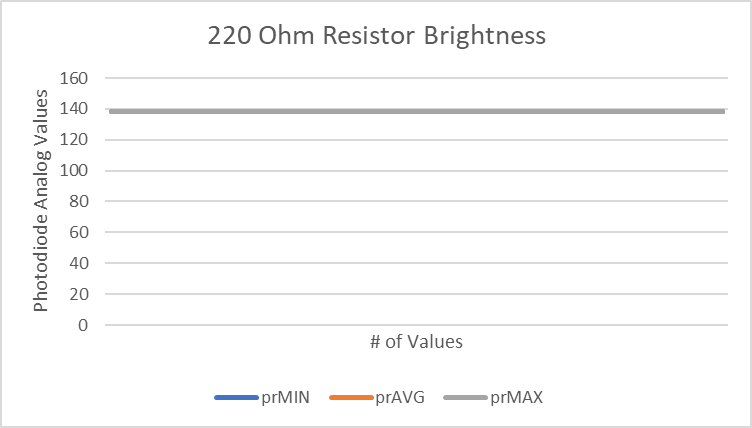 220 Ohm Resistor Brightness
Photodiode Analog Values
160
140
120
100
80
60
40
20
0
# of Values
prMIN prAVG prMAX